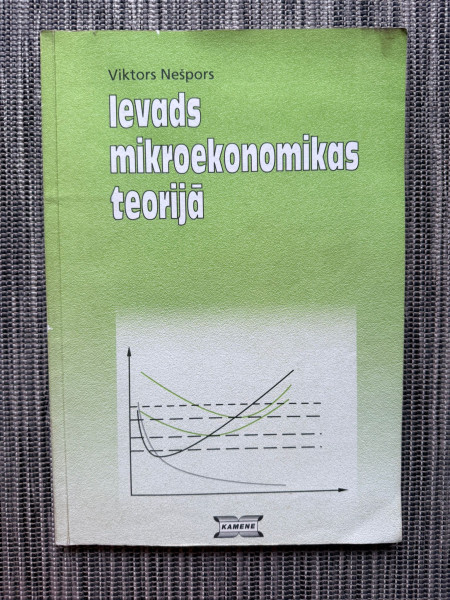 Viktors Nešpors
Ievads
mikroekonomikas
teorijā
KAMENE